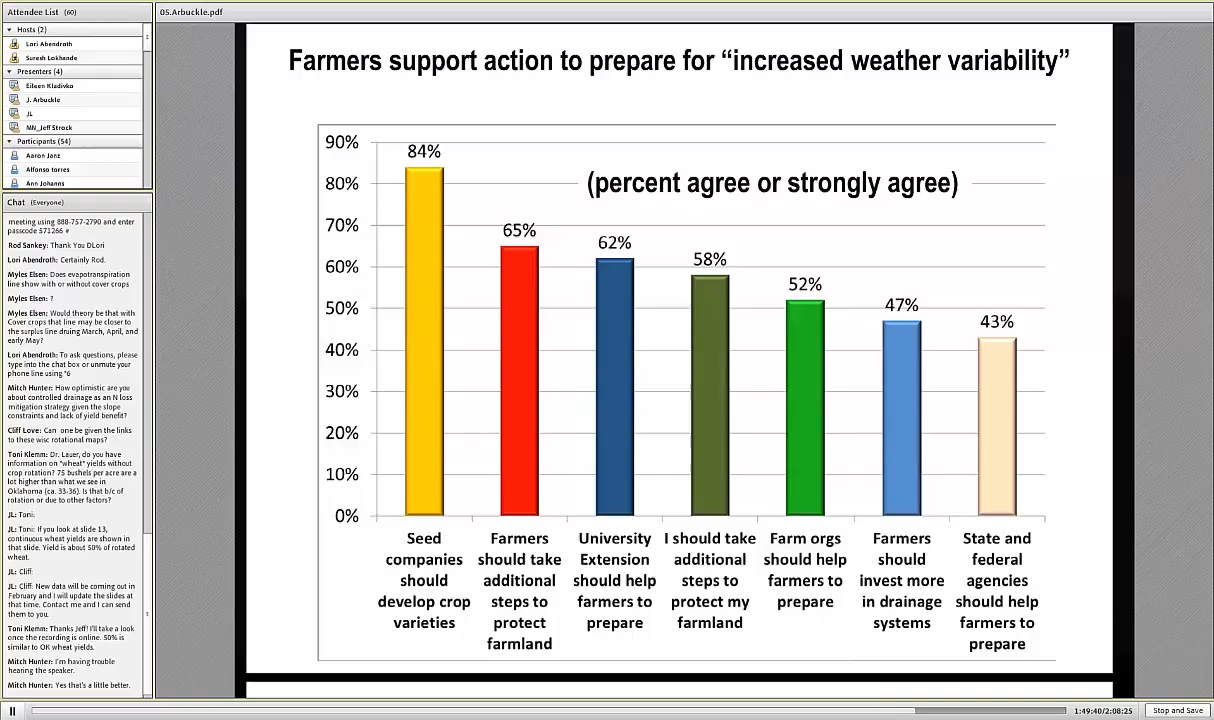 Attendee List (60)
Hosts (2)
Lori Abendroth
Suresh Lokhande
Presenters (4)
Eileen Kladivko
J. Arbuckle
JL
MN_Jeff Strock
Participants (54)
Aaron Janz
Alfonso torres
Ann Johanns
Chat (Everyone)
meeting using 888-757-2790 and enter
passcode 571266 #
Rod Sankey: Thank You DLori
Lori Abendroth: Certainly Rod.
Myles Elsen: Does evapotranspiration
line show with or without cover crops
Myles Elsen: ?
Myles Elsen: Would theory be that with
Cover crops that line may be closer to
the surplus line druing March, April, and
early May?
Lori Abendroth: To ask questions, please
type into the chat box or unmute your
phone line using *6
Mitch Hunter: How optimistic are you
about controlled drainage as an N loss
mitigation strategy given the slope
constraints and lack of yield benefit?
Cliff Love: Can one be given the links
to these wisc rotational maps?
Toni Klemm: Dr. Lauer, do you have
information on *wheat* yields without
crop rotation? 75 bushels per acre are a
lot higher than what we see in
Oklahoma (ca. 33-36). Is that b/c of
rotation or due to other factors?
JL: Toni:
JL: Toni: If you look at slide 13,
continuous wheat yields are shown in
that slide. Yield is about 50% of rotated
wheat.
JL: Cliff:
JL: Cliff: New data will be coming out in
February and I will update the slides at
that time. Contact me and I can send
them to you.
Toni Klemm: Thanks Jeff! I'll take a look
once the recording is online. 50% is
similar to OK wheat yields.
Mitch Hunter: I'm having trouble
hearing the speaker.
Mitch Hunter: Yes that's a little better.
05.Arbuckle.pdf
Farmers support action to prepare for “increased weather variability”
(percent agree or strongly agree)
90%
80%
70%
60%
50%
40%
30%
20%
10%
0%
84%
65%
62%
58%
52%
47%
43%
Seed
companies
should
develop crop
varieties
Farmers
should take
additional
steps to
protect
farmland
University
Extension
should help
farmers to
prepare
I should take
additional
steps to
protect my
farmland
Farm orgs
should help
farmers to
prepare
Farmers
should
invest more
in drainage
systems
State and
federal
agencies
should help
farmers to
prepare
1:49:40/2:08:25
Stop and Save